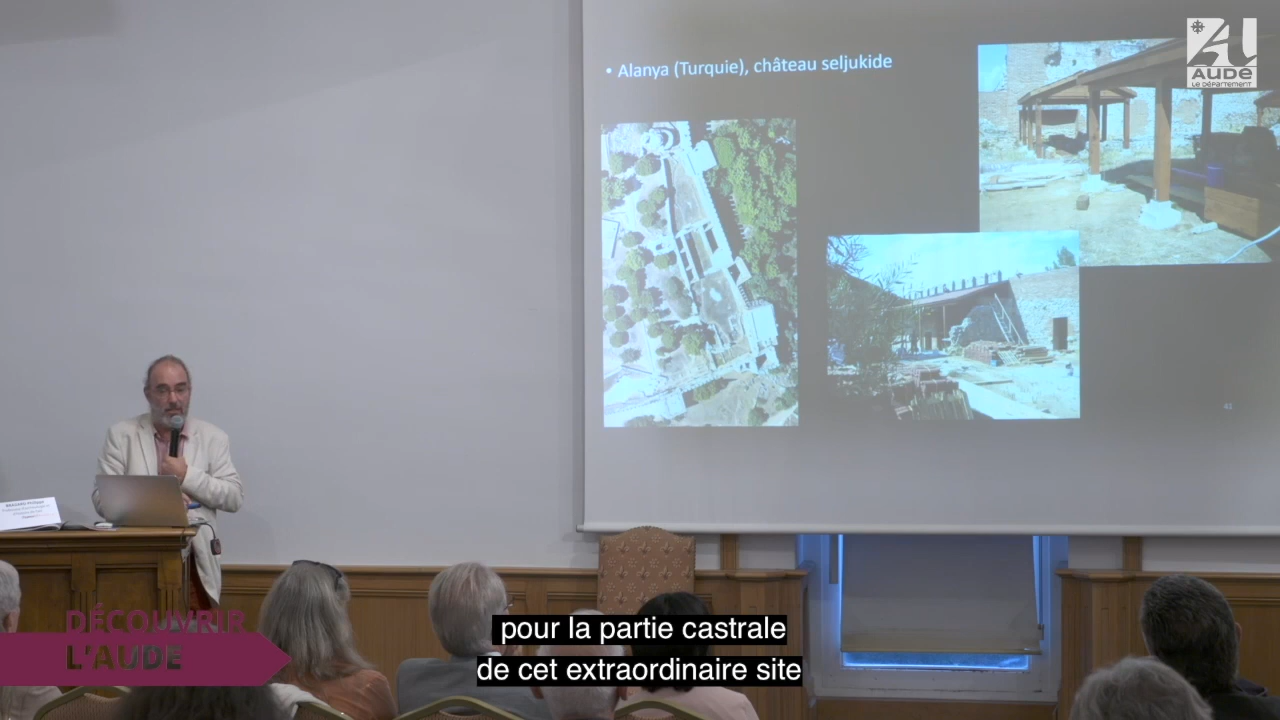 • Alanya (Turquie), château seljukide
AUDE
LE DÉPARTEMENT
DÉCOUVRIR
L'AUDE
pour la partie castrale
de cet extraordinaire site